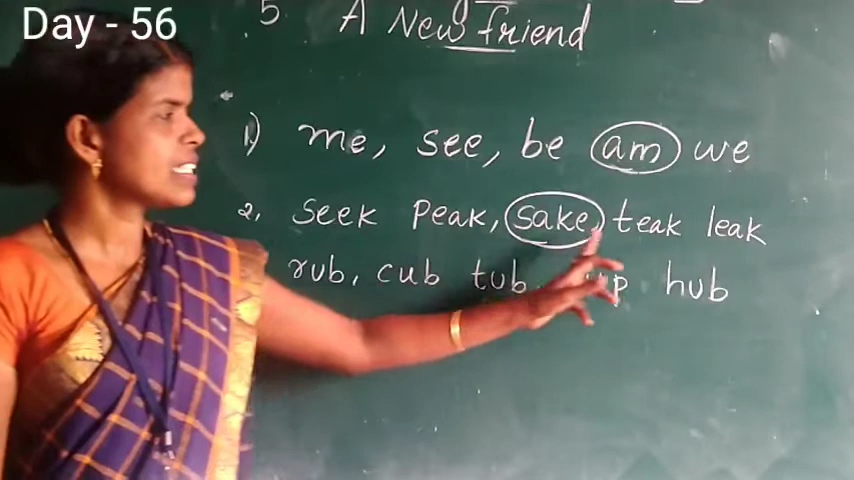 Day - 56
5 A New friend
1) me, see, be am we
2, seek peak, sake, teak leak
rub, cub tub hub